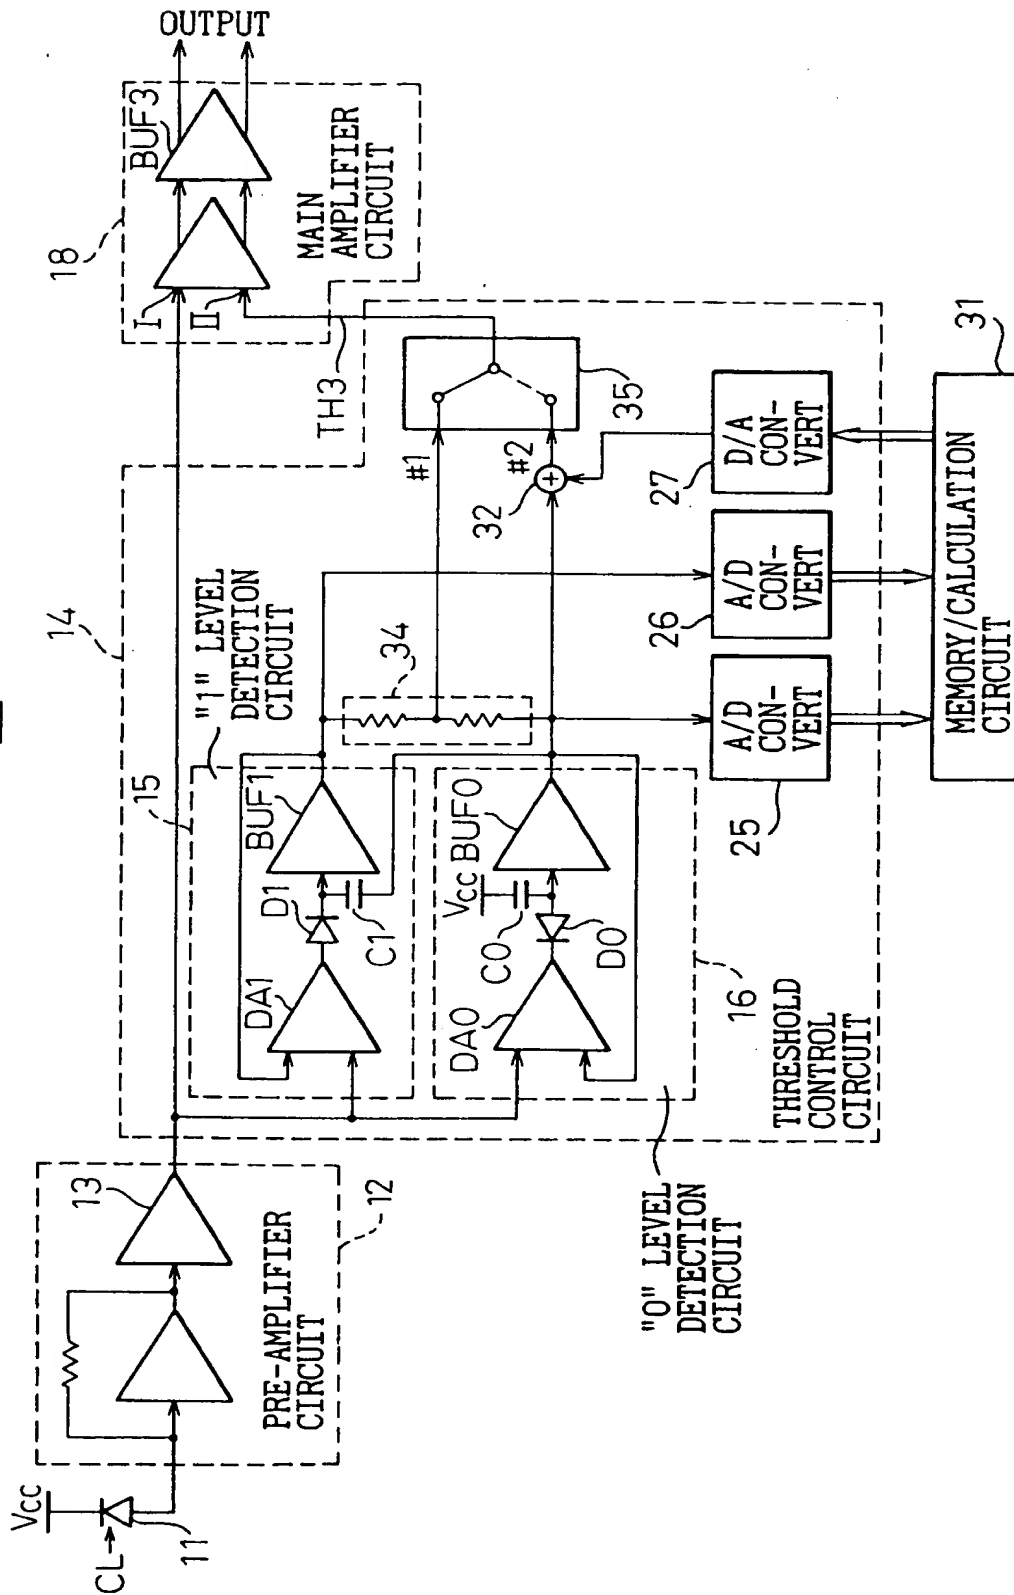 Vcc
CL
11
PRE-AMPLIFIER
CIRCUIT
13
12
14
15
"1" LEVEL
DETECTION
CIRCUIT
DA1
D1
C1
BUF1
34
DA0
D0
C0
Vcc
BUF0
16
"0" LEVEL
DETECTION
CIRCUIT
THRESHOLD
CONTROL
CIRCUIT
#1
#2
32
35
TH3
A/D
CON-
VERT
25
A/D
CON-
VERT
26
D/A
CON-
VERT
27
MEMORY/CALCULATION
CIRCUIT
31
18
I
II
BUF3
MAIN
AMPLIFIER
CIRCUIT
OUTPUT